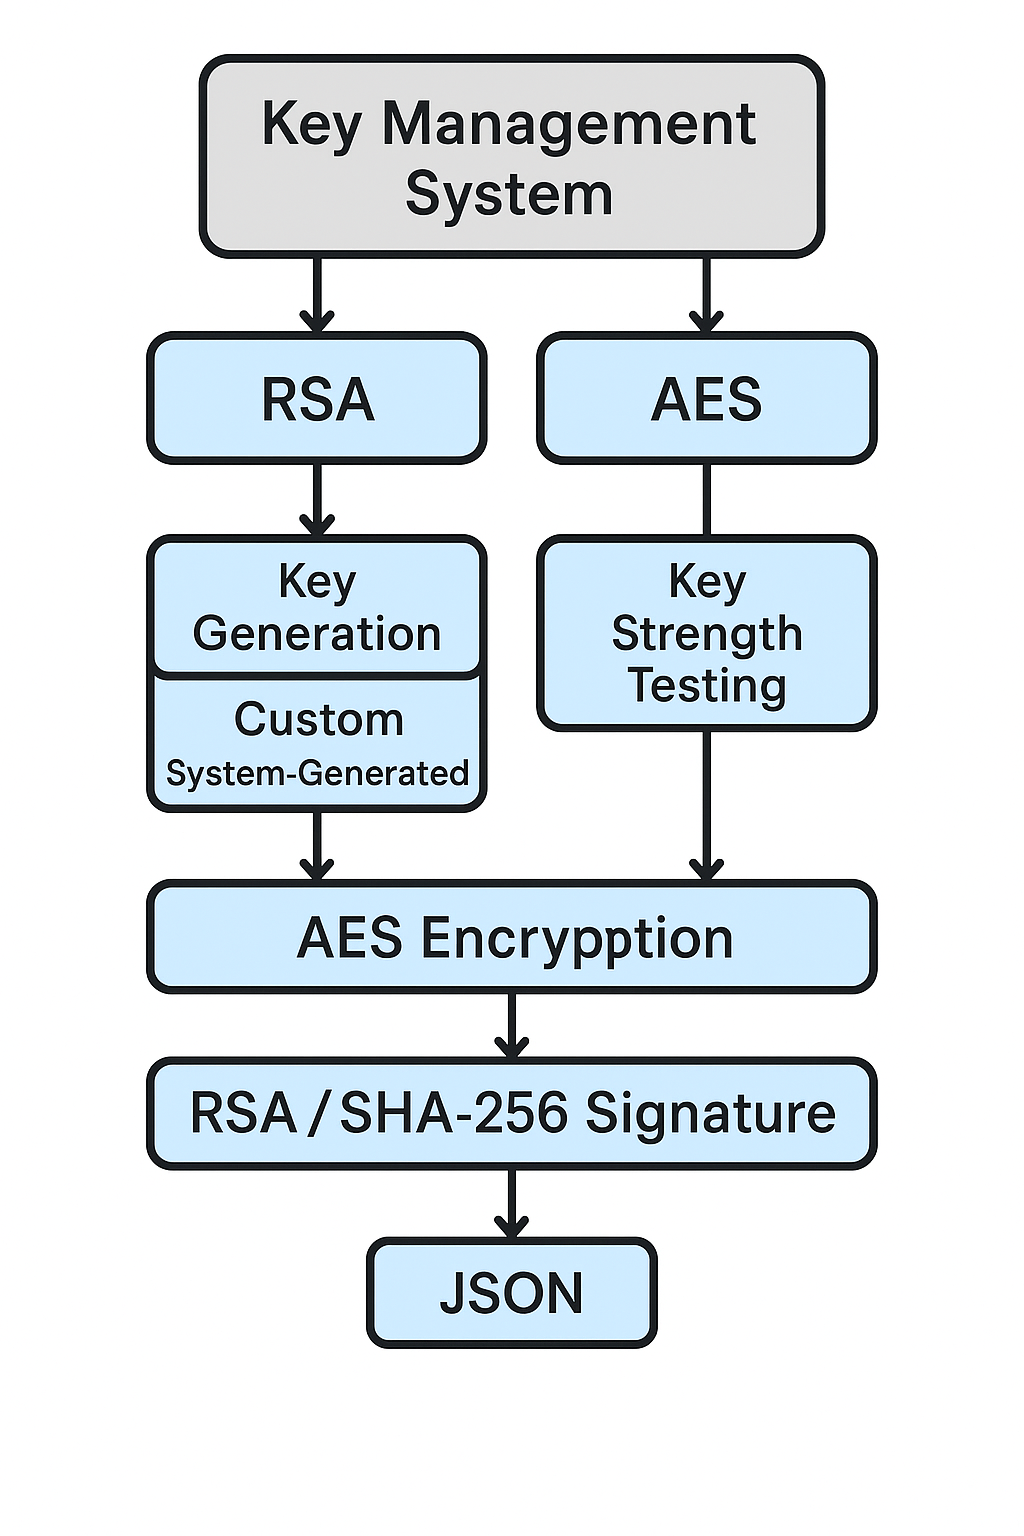 Key Management
System
RSA
AES
Key
Generation
Custom
System-Generated
Key
Strength
Testing
AES Encrypption
RSA / SHA-256 Signature
JSON